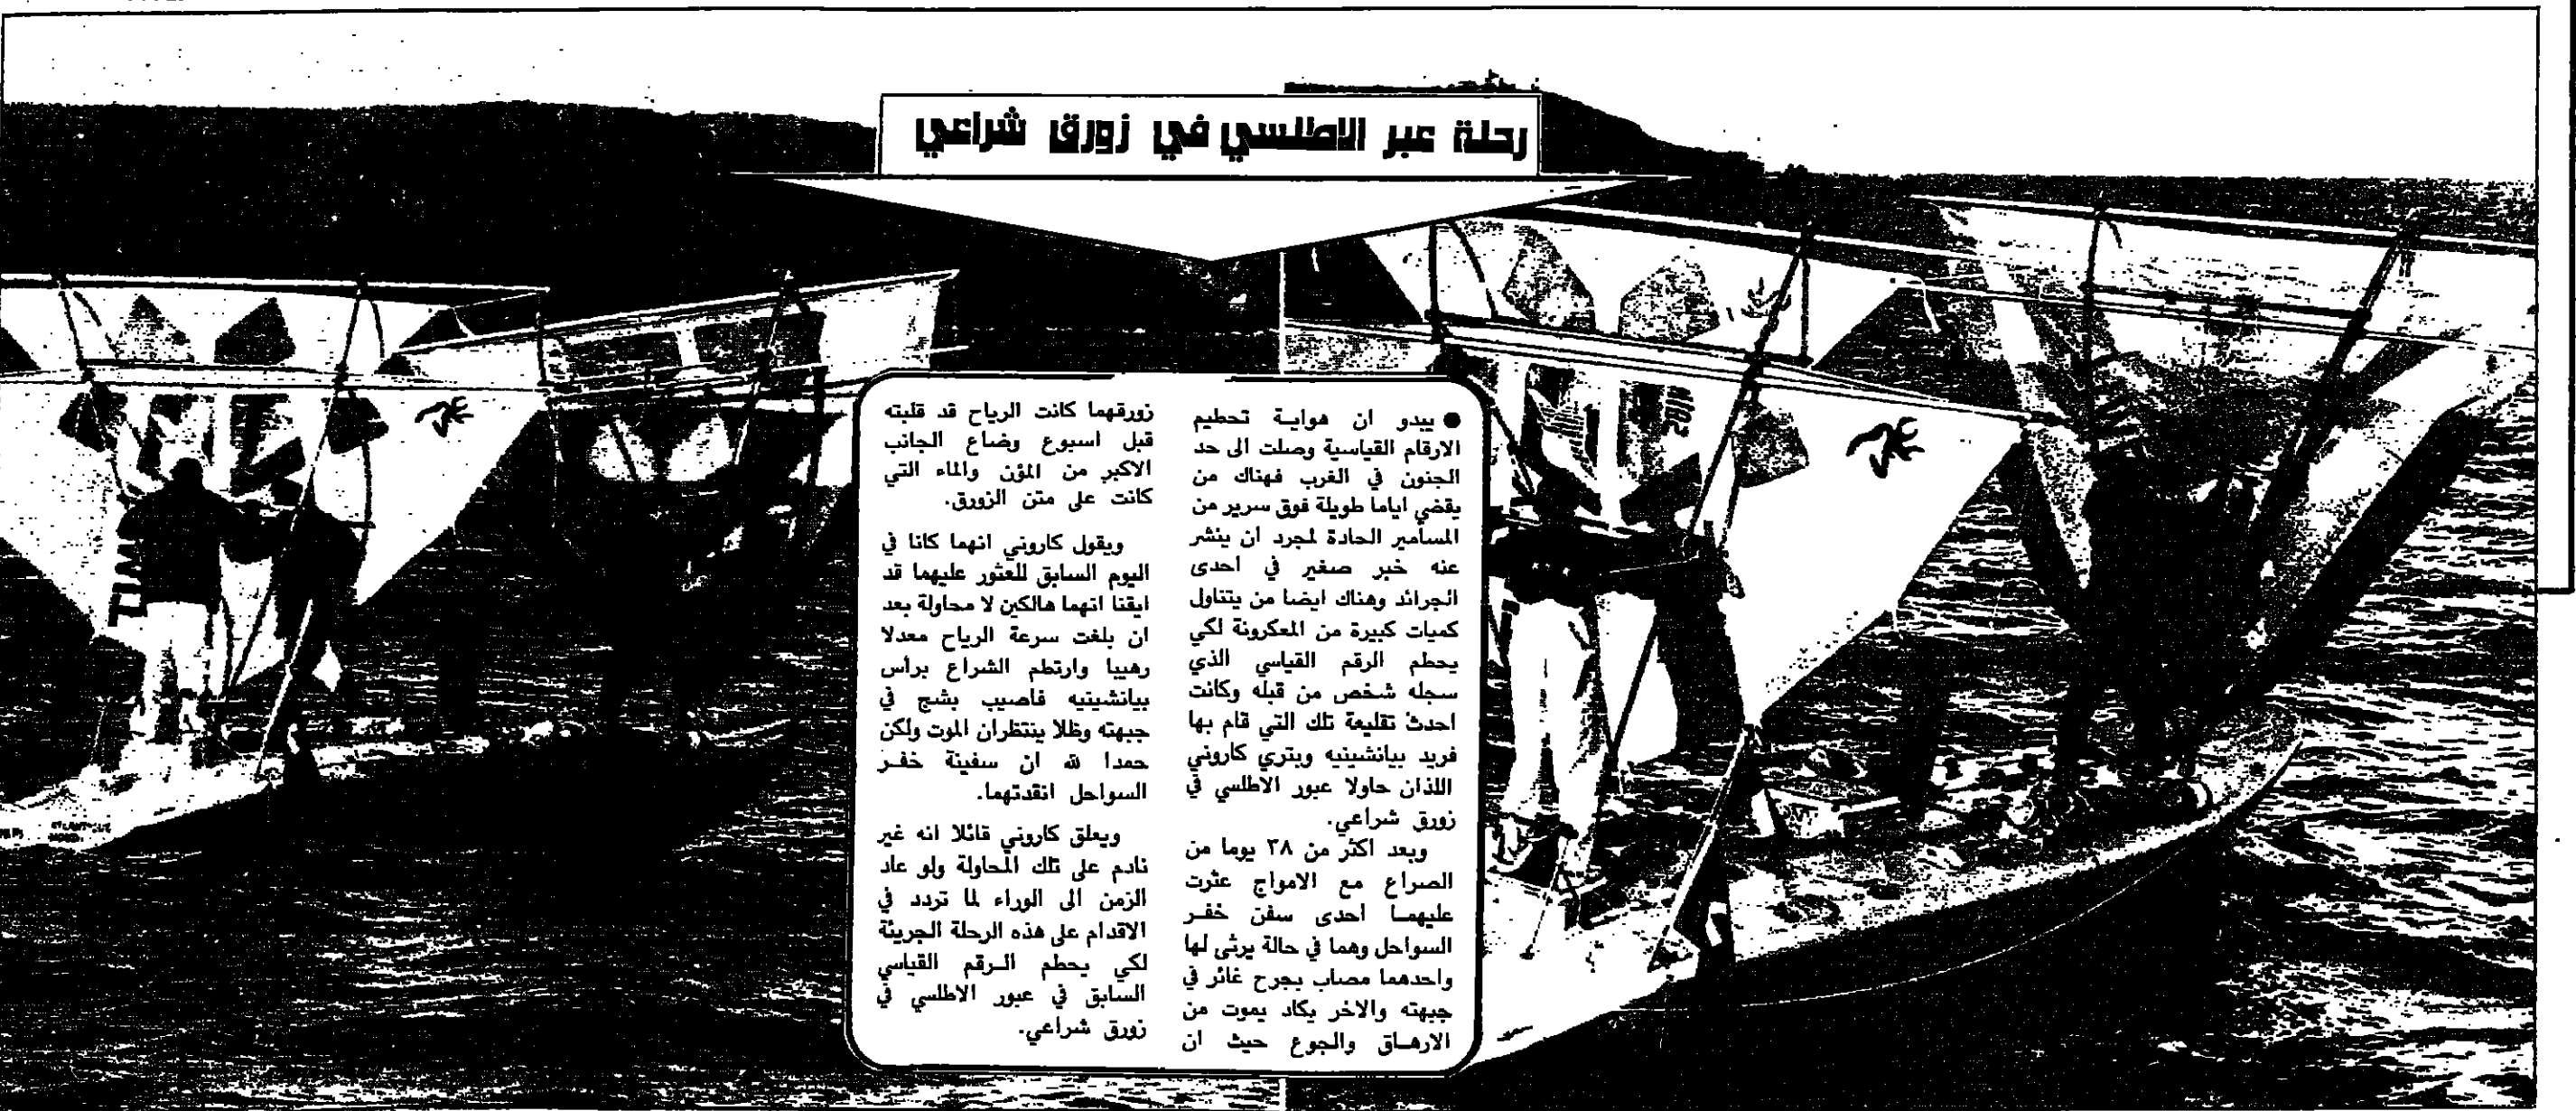 رحلة عبر الاطلسي في زورق شراعي
● يبدو ان هواية تحطيم
الارقام القياسية وصلت الى حد
الجنون في الغرب فهناك من
يقضي اياما طويلة فوق سرير من
المسامير الحادة لمجرد ان ينشر
عنه خبر صغير في احدى
الجرائد وهناك ايضا من يتناول
كميات كبيرة من المعكرونة لكي
يحطم الرقم القياسي الذي
سجله شخص من قبله وكانت
احدث تقليعة تلك التي قام بها
فريد بيانشينيه وبتري كاروني
اللذان حاولا عبور الاطلسي في
زورق شراعي.
وبعد اكثر من ٣٨ يوما من
الصراع مع الامواج عثرت
عليهما احدى سفن خفر
السواحل وهما في حالة يرثى لها
واحدهما مصاب بجرح غائر في
جبهته والاخر يكاد يموت من
الارهاق والجوع حيث ان
زورقهما كانت الرياح قد قلبته
قبل اسبوع وضاع الجانب
الاكبر من المؤن والماء التي
كانت على متن الزورق.
ويقول كاروني انهما كانا في
اليوم السابق للعثور عليهما قد
ايقنا انهما هالكين لا محاولة بعد
ان بلغت سرعة الرياح معدلا
رهيبا وارتطم الشراع برأس
بيانشينيه فاصيب بشج في
جبهته وظلا ينتظران الموت ولكن
حمدا لله ان سفينة خفر
السواحل انقدتهما.
ويعلق كاروني قائلا انه غير
نادم على تلك المحاولة ولو عاد
الزمن الى الوراء لما تردد في
الاقدام على هذه الرحلة الجريئة
لكي يحطم الرقم القياسي
السابق في عبور الاطلسي في
زورق شراعي.